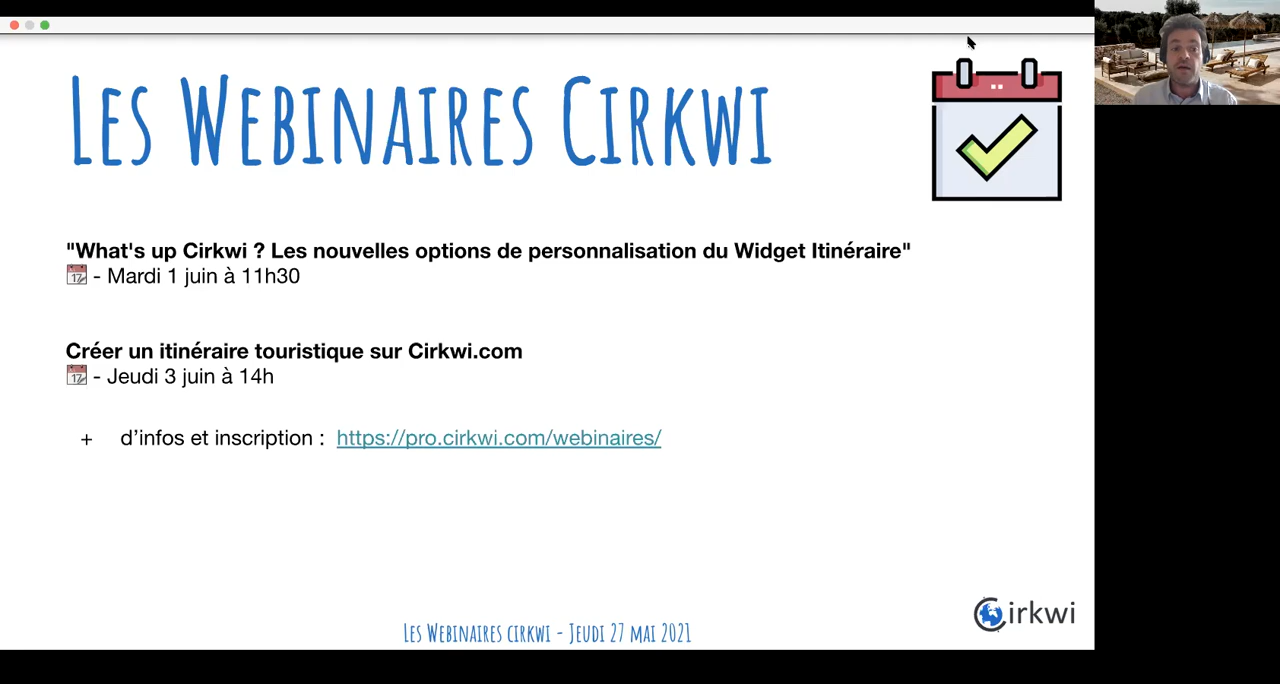 Les Webinaires Cirkwi
"What's up Cirkwi ? Les nouvelles options de personnalisation du Widget Itinéraire"
📅 - Mardi 1 juin à 11h30
Créer un itinéraire touristique sur Cirkwi.com
📅 - Jeudi 3 juin à 14h
+ d’infos et inscription : https://pro.cirkwi.com/webinaires/
Cirkwi
Les Webinaires cirkwi - Jeudi 27 mai 2021